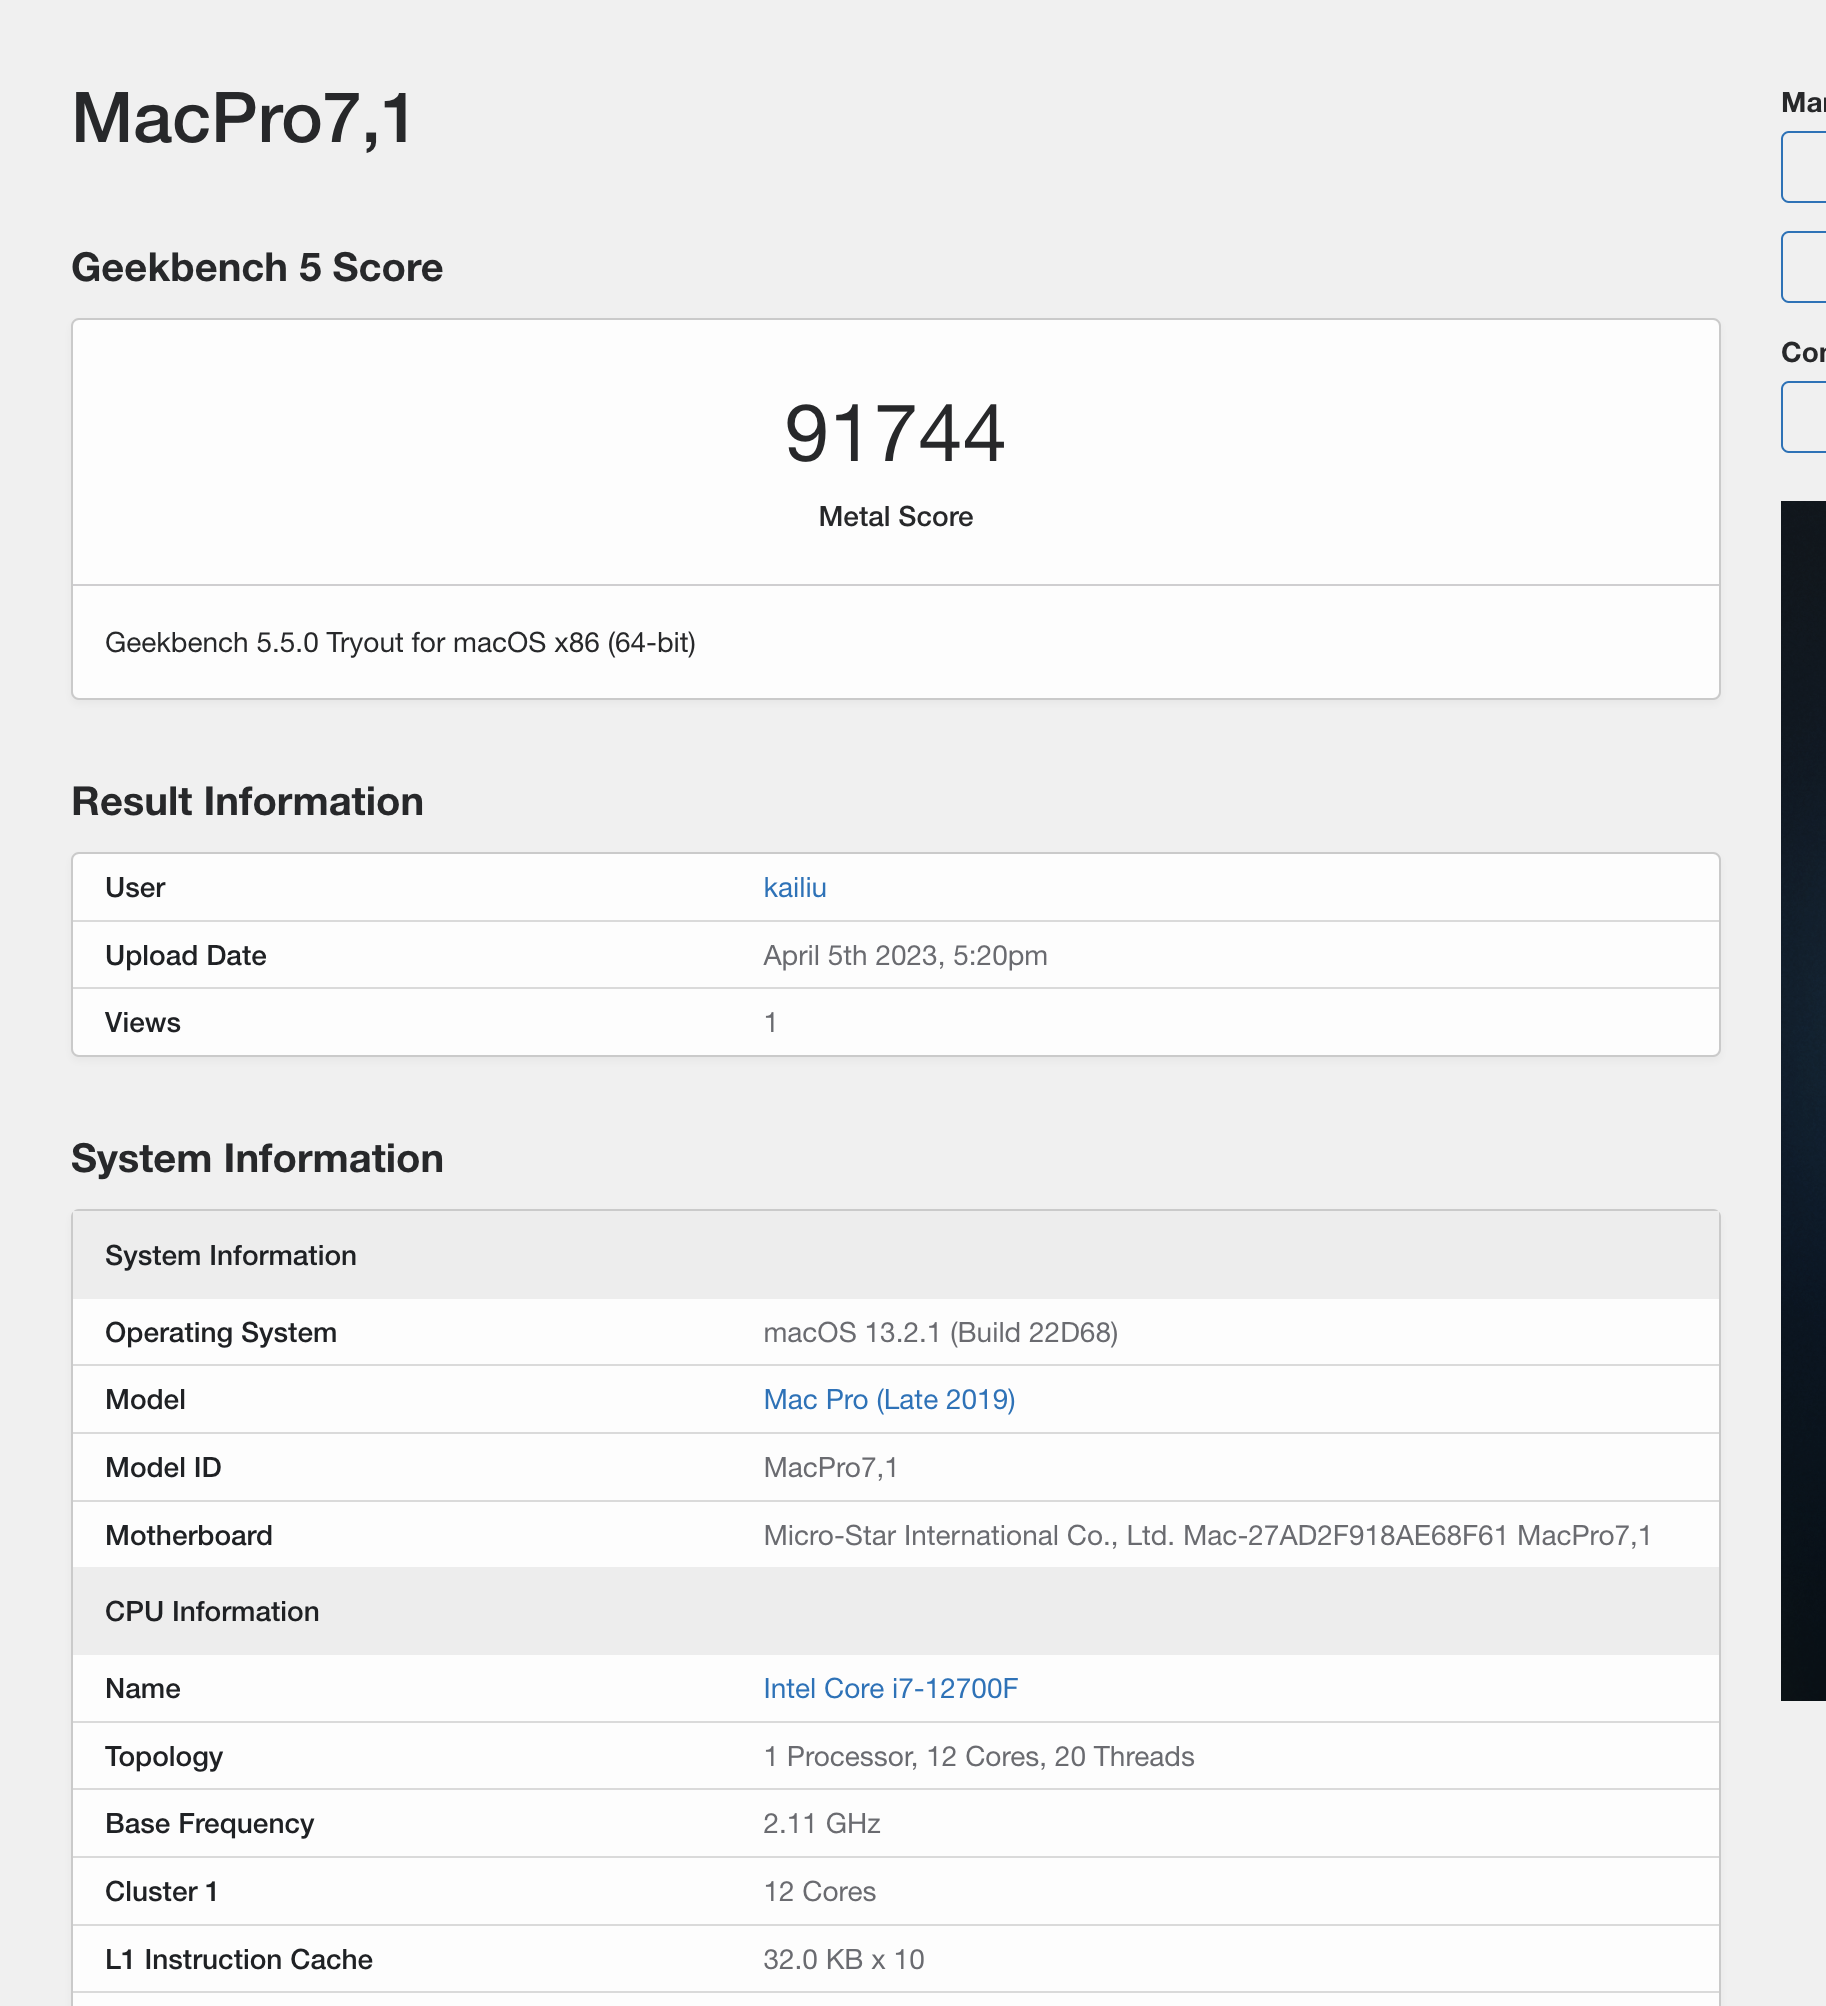 MacPro7,1
Geekbench 5 Score
91744
Metal Score
Geekbench 5.5.0 Tryout for macOS x86 (64-bit)
Result Information
User kailiu
Upload Date April 5th 2023, 5:20pm
Views 1
System Information
System Information
Operating System macOS 13.2.1 (Build 22D68)
Model Mac Pro (Late 2019)
Model ID MacPro7,1
Motherboard Micro-Star International Co., Ltd. Mac-27AD2F918AE68F61 MacPro7,1
CPU Information
Name Intel Core i7-12700F
Topology 1 Processor, 12 Cores, 20 Threads
Base Frequency 2.11 GHz
Cluster 1 12 Cores
L1 Instruction Cache 32.0 KB x 10